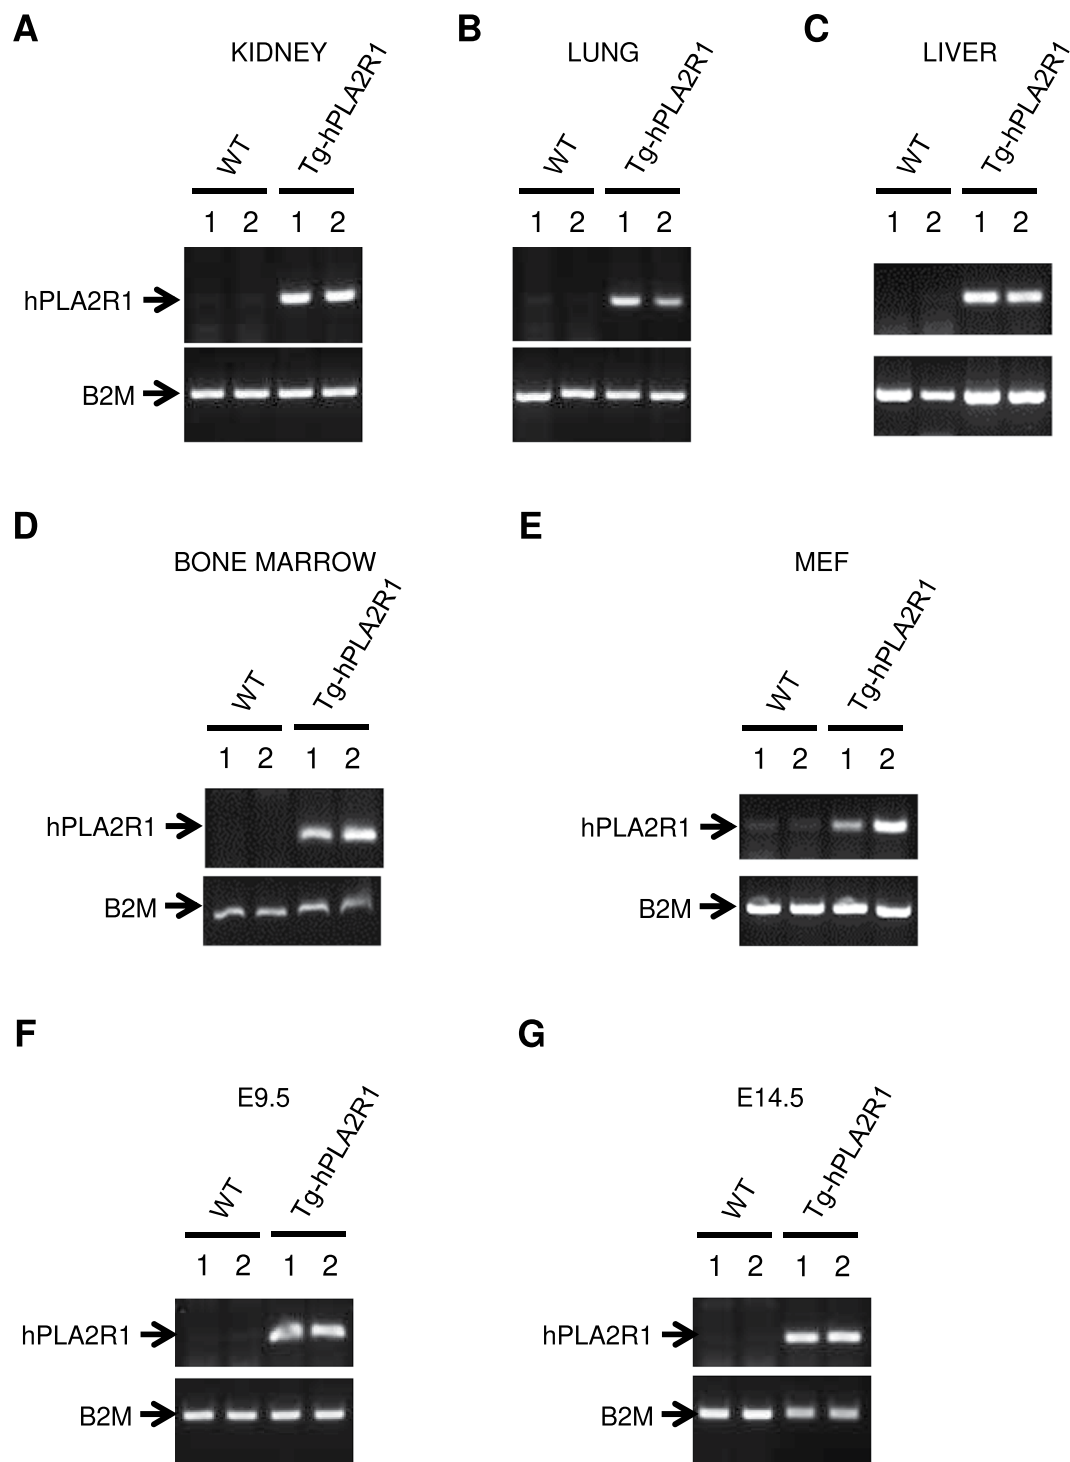 A
KIDNEY
WT
Tg-hPLA2R1
1 2 1 2
hPLA2R1
B2M
B
LUNG
WT
Tg-hPLA2R1
1 2 1 2
C
LIVER
WT
Tg-hPLA2R1
1 2 1 2
D
BONE MARROW
WT
Tg-hPLA2R1
1 2 1 2
hPLA2R1
B2M
E
MEF
WT
Tg-hPLA2R1
1 2 1 2
hPLA2R1
B2M
F
E9.5
WT
Tg-hPLA2R1
1 2 1 2
hPLA2R1
B2M
G
E14.5
WT
Tg-hPLA2R1
1 2 1 2
hPLA2R1
B2M